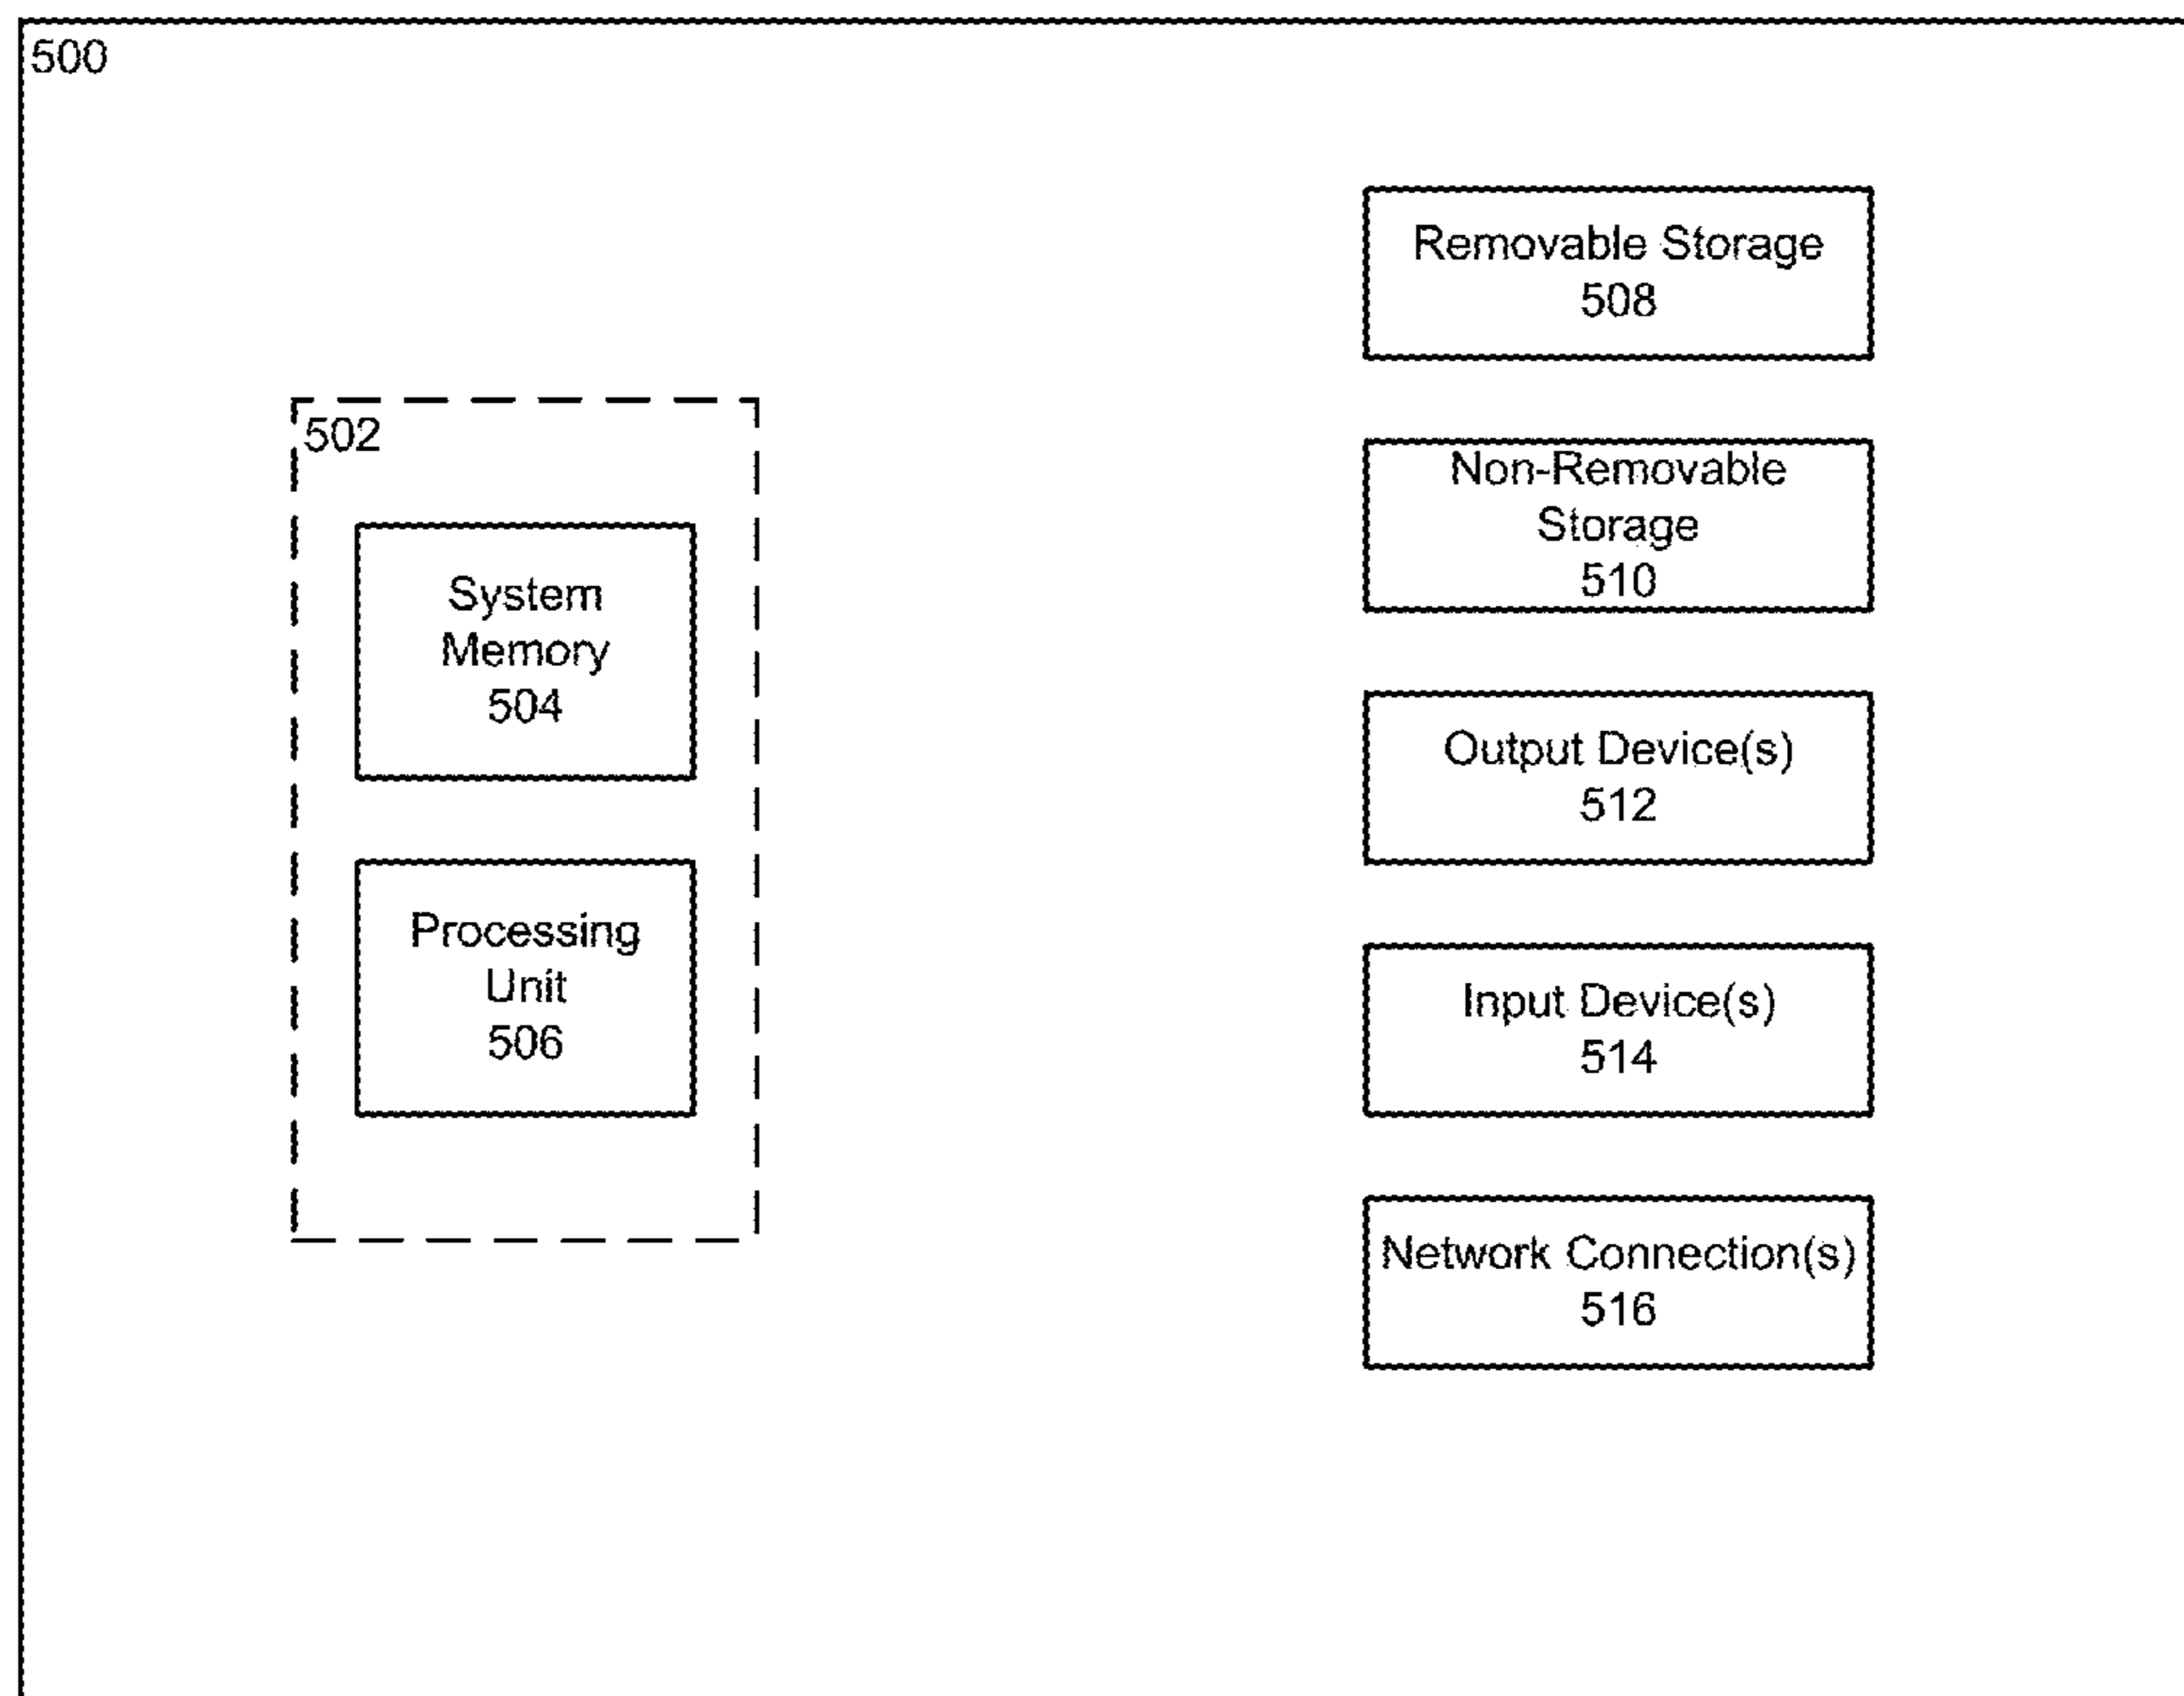 500
502
System
Memory
504
Processing
Unit
506
Removable Storage
508
Non-Removable
Storage
510
Output Device(s)
512
Input Device(s)
514
Network Connection(s)
516